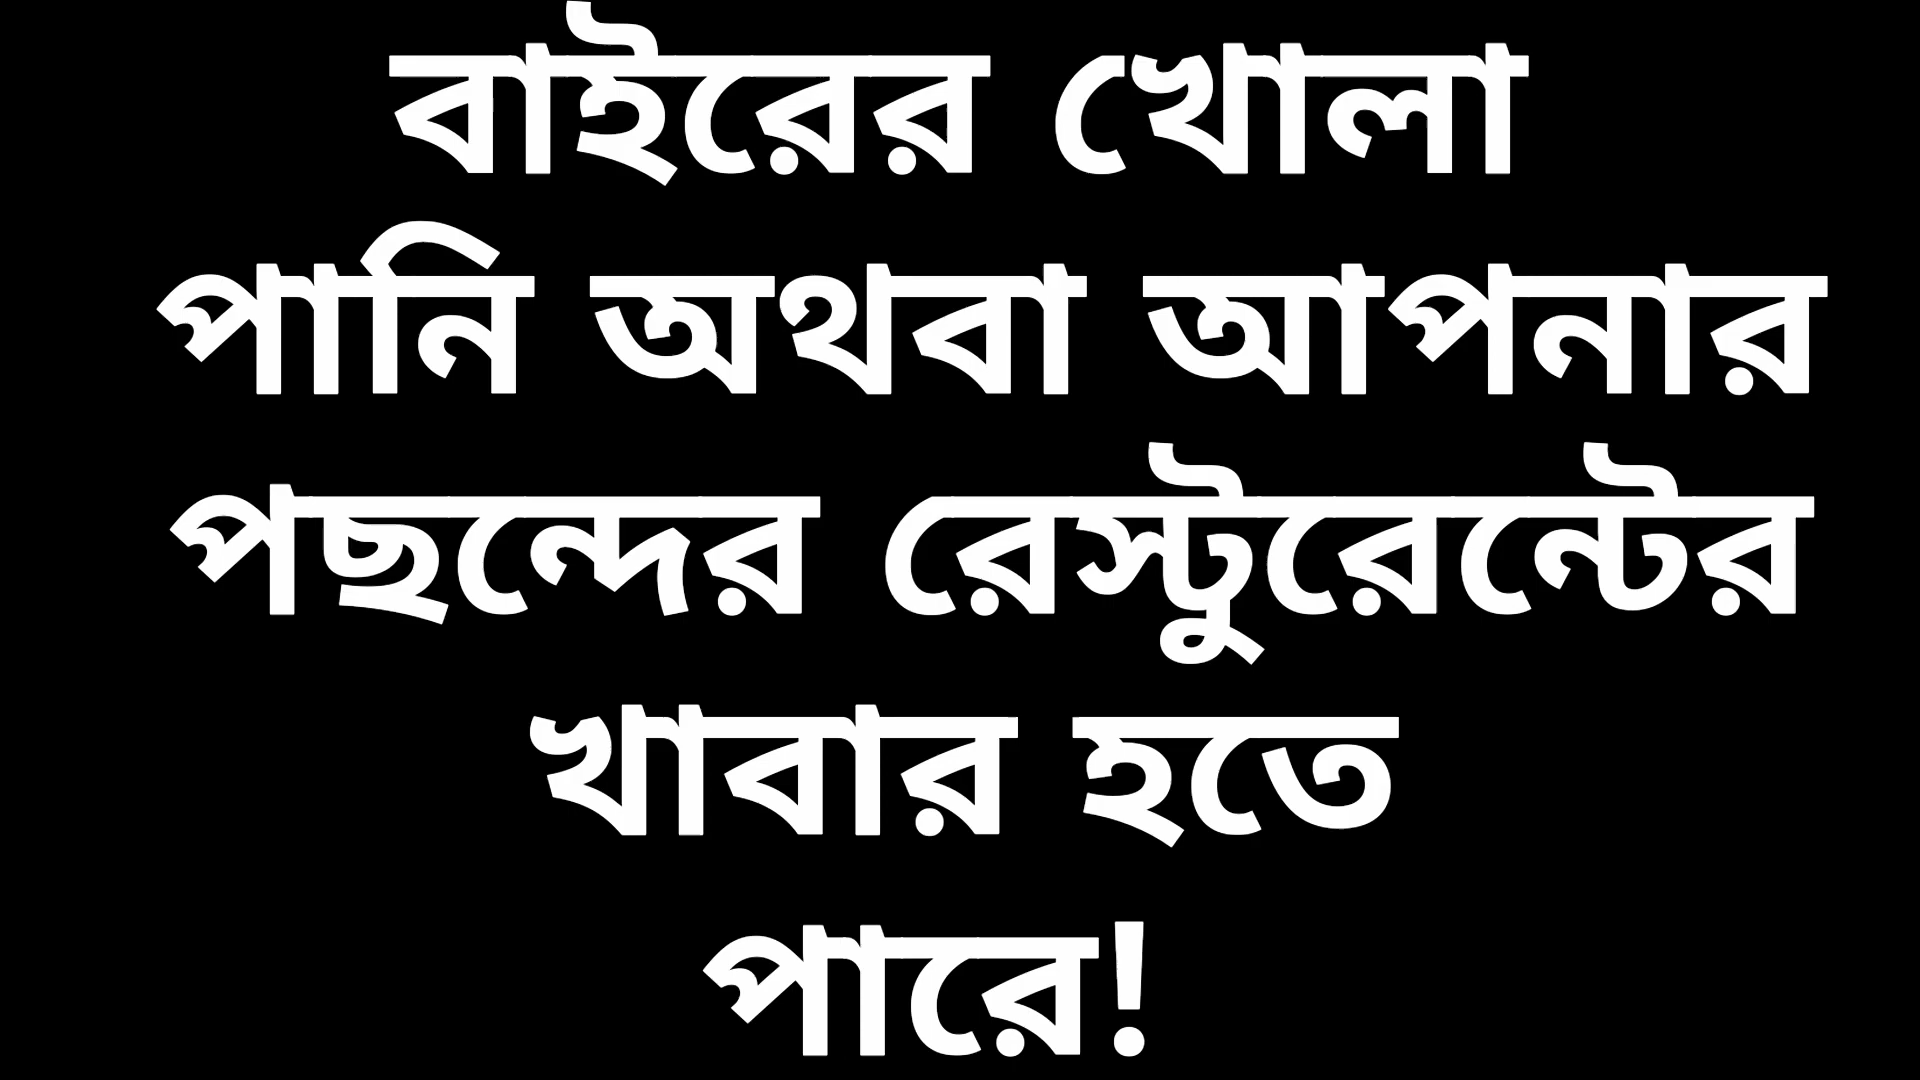 বাইরের খোলা
পানি অথবা আপনার
পছন্দের রেস্টুরেন্টের
খাবার হতে
পারে!